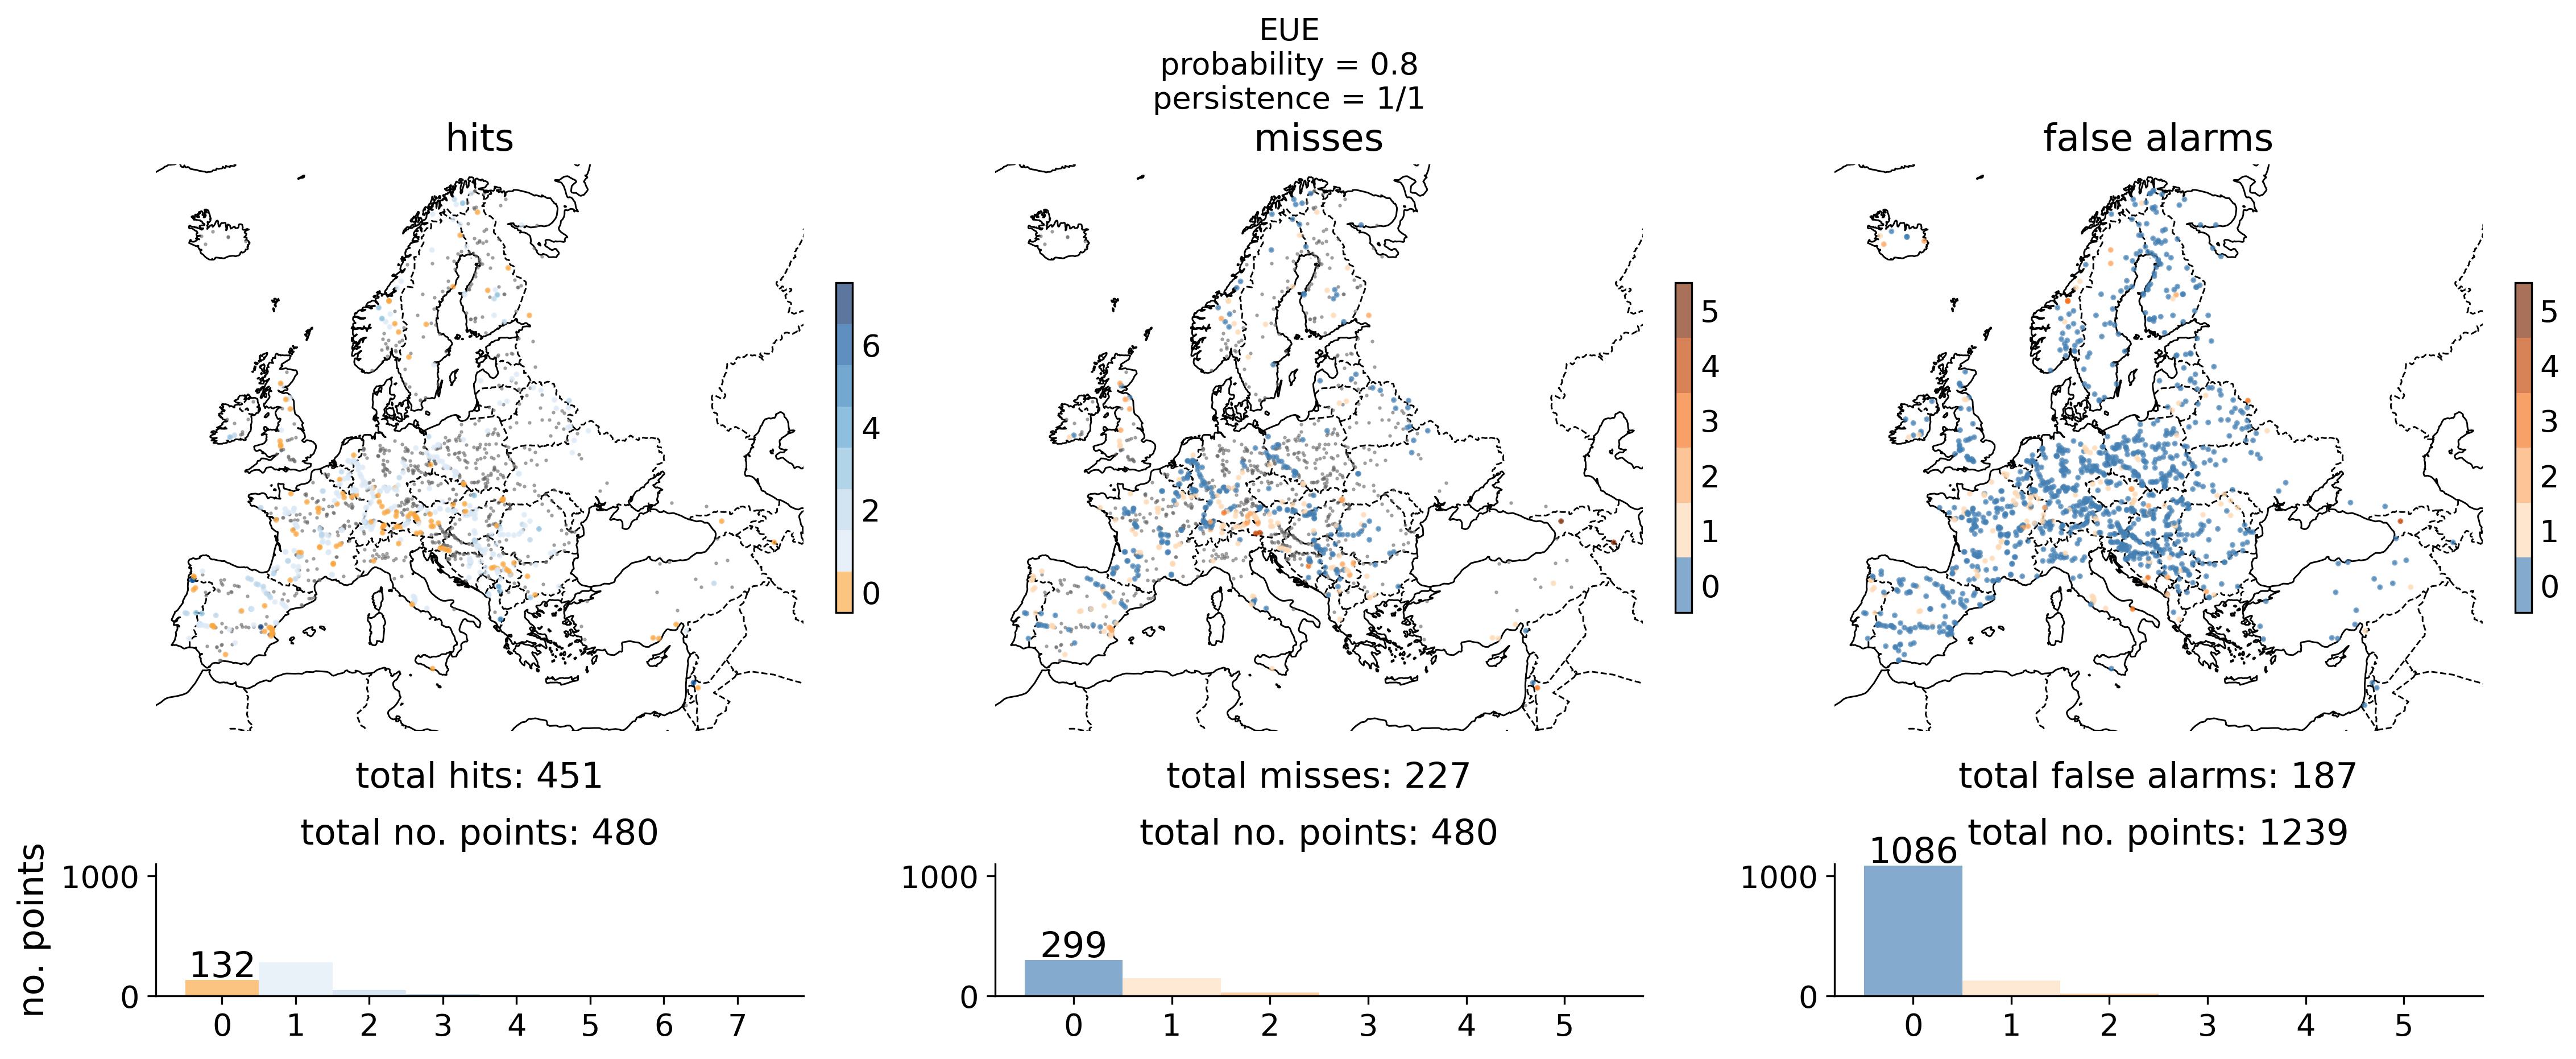 EUE
probability = 0.8
persistence = 1/1
hits
misses
false alarms
6
4
2
0
5
4
3
2
1
0
5
4
3
2
1
0
total hits: 451
total misses: 227
total false alarms: 187
total no. points: 480
total no. points: 480
total no. points: 1239
no. points
1000
0
132
0 1 2 3 4 5 6 7
1000
0
299
0 1 2 3 4 5
1000
0
1086
0 1 2 3 4 5